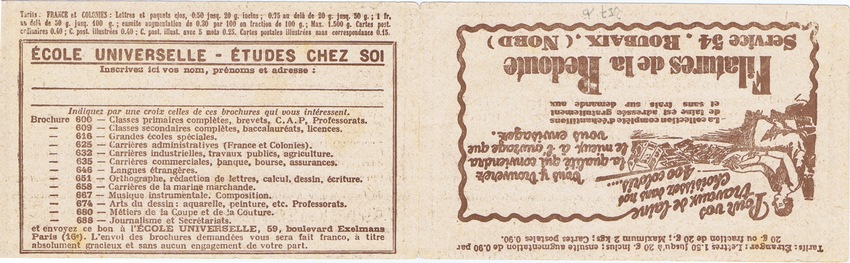 Tarifs : FRANCE et COLONIES : Lettres et paquets clos, 0.50 jusq. 20 g. inclus ; 0.75 au delà de 20 g. jusq. 50 g. ; 1 fr.
au delà de 50 g. jusq. 100 g. ; ensuite augmentation de 0.30 par 100 ou fraction de 100 g. ; Max. 1.500 g. Cartes post.
ordinaires 0.40 ; C. post. illustrées 0.40 ; C. post. illust. avec 5 mots 0.25. Cartes postales illustrées sans correspondance 0.15.
ÉCOLE UNIVERSELLE - ÉTUDES CHEZ SOI
Inscrivez ici vos nom, prénoms et adresse :
Indiquez par une croix celles de ces brochures qui vous intéressent.
Brochure 600 — Classes primaires complètes, brevets, C.A.P, Professorats.
— 609 — Classes secondaires complètes, baccalauréats, licences.
— 616 — Grandes écoles spéciales.
— 625 — Carrières administratives (France et Colonies).
— 632 — Carrières industrielles, travaux publics, agriculture.
— 635 — Carrières commerciales, banque, bourse, assurances.
— 646 — Langues étrangères.
— 651 — Orthographe, rédaction de lettres, calcul, dessin, écriture.
— 658 — Carrières de la marine marchande.
— 667 — Musique instrumentale. Composition.
— 674 — Arts du dessin : aquarelle, peinture, etc. Professorats.
— 680 — Métiers de la Coupe et de la Couture.
— 688 — Journalisme et Secrétariats.
et envoyez ce bon à l'ÉCOLE UNIVERSELLE, 59, boulevard Exelmans
Paris (16e). L'envoi des brochures demandées vous sera fait franco, à titre
absolument gracieux et sans aucun engagement de votre part.
Tarifs : Etranger : Lettres 1.50 jusqu'à 20 g. inclus ; ensuite augmentation de 0.90 par
20 g. ou fraction de 20 g. ; Maximum 2 kgs ; Cartes postales 0.90.
Pour vos
travaux de laine
choisissez dans nos
400 coloris...
Vous y trouverez
la qualité qui conviendra
le mieux à l'ouvrage que
vous envisagez.
La collection complète d'échantillons
de laine est adressée gratuitement
et sans frais sur demande aux
Filatures de la Redoute
Service 54, ROUBAIX, (NORD)